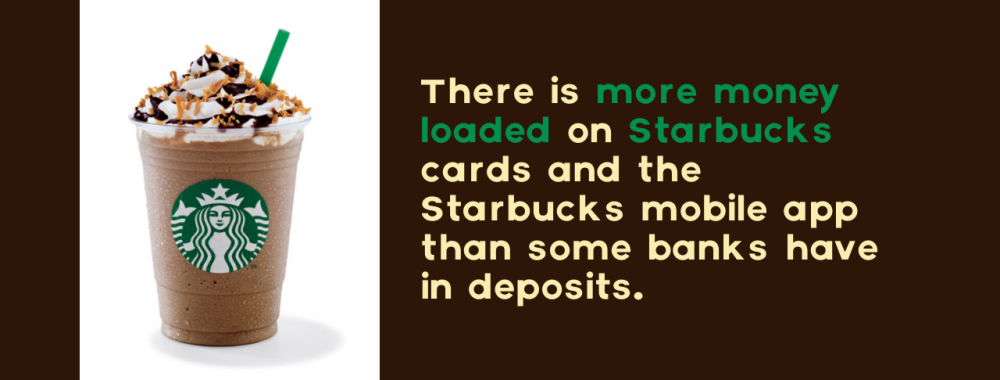 There is more money
loaded on Starbucks
cards and the
Starbucks mobile app
than some banks have
in deposits.